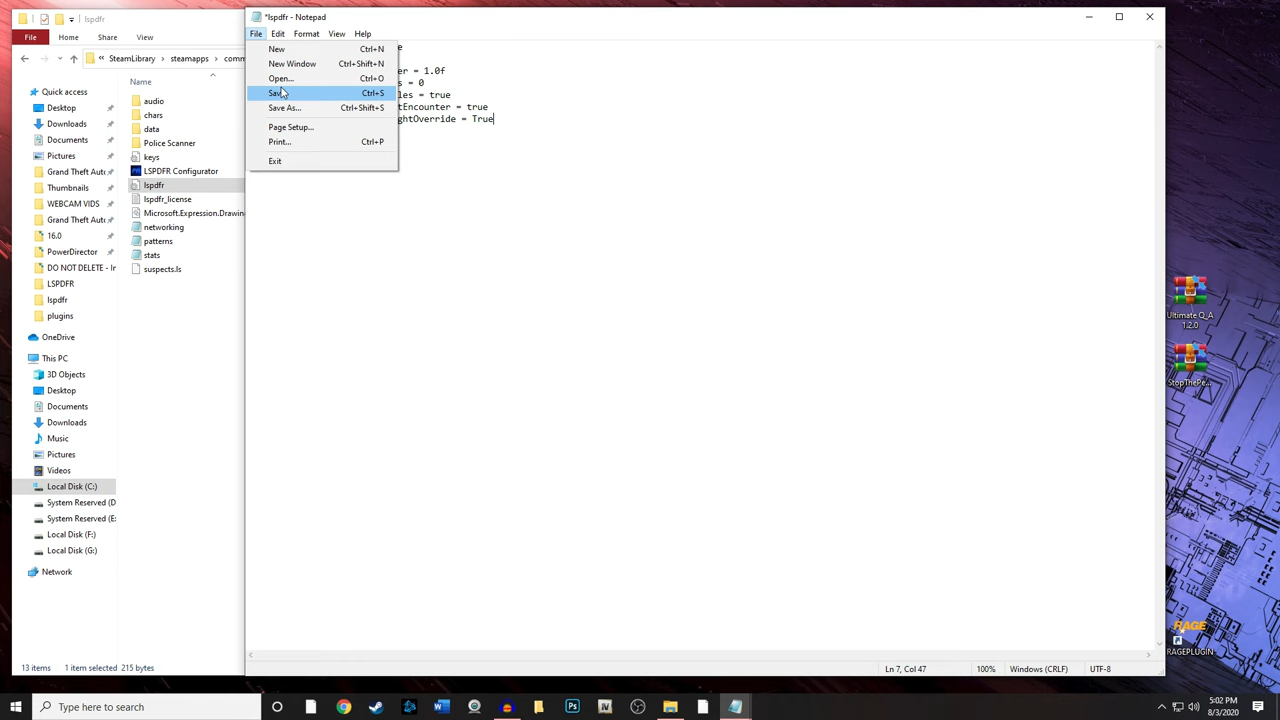 lspdfr
File
Home
Share
View
SteamLibrary
steamapps
Name
Quick access
Desktop
Downloads
Documents
Pictures
Grand Theft Aut
Thumbnails
WEBCAM VIDS
Grand Theft Aut
16.0
PowerDirector
DO NOT DELETE - Ir
LSPDFR
lspdfr
plugins
OneDrive
This PC
3D Objects
Desktop
Documents
Downloads
Music
Pictures
Videos
Local Disk (C:)
System Reserved (D
System Reserved (E:
Local Disk (F:)
Local Disk (G:)
Network
audio
chars
data
Police Scanner
keys
LSPDFR Configurator
lspdfr
lspdfr_license
Microsoft.Expression.Drawin
networking
patterns
stats
suspects.ls
13 items
1 item selected 215 bytes
*lspdfr - Notepad
File
Edit
Format
View
Help
New Ctrl+N
New Window Ctrl+Shift+N
Open... Ctrl+O
Save Ctrl+S
Save As... Ctrl+Shift+S
Page Setup...
Print... Ctrl+P
Exit
e
er = 1.0f
s = 0
les = true
tEncounter = true
ghtOverride = True
Ln 7, Col 47
100%
Windows (CRLF)
UTF-8
Ultimate Q_A
1.2.0
StopThePe...
RAGE
RAGEPLUGIN...
Type here to search
Ps
IV
5:02 PM
8/3/2020